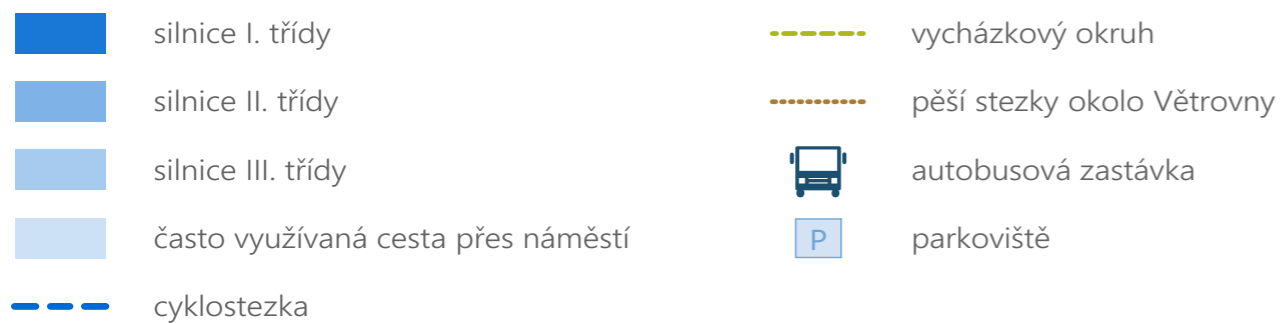 silnice I. třídy
silnice II. třídy
silnice III. třídy
často využívaná cesta přes náměstí
cyklostezka
vycházkový okruh
pěší stezky okolo Větrovny
autobusová zastávka
P parkoviště